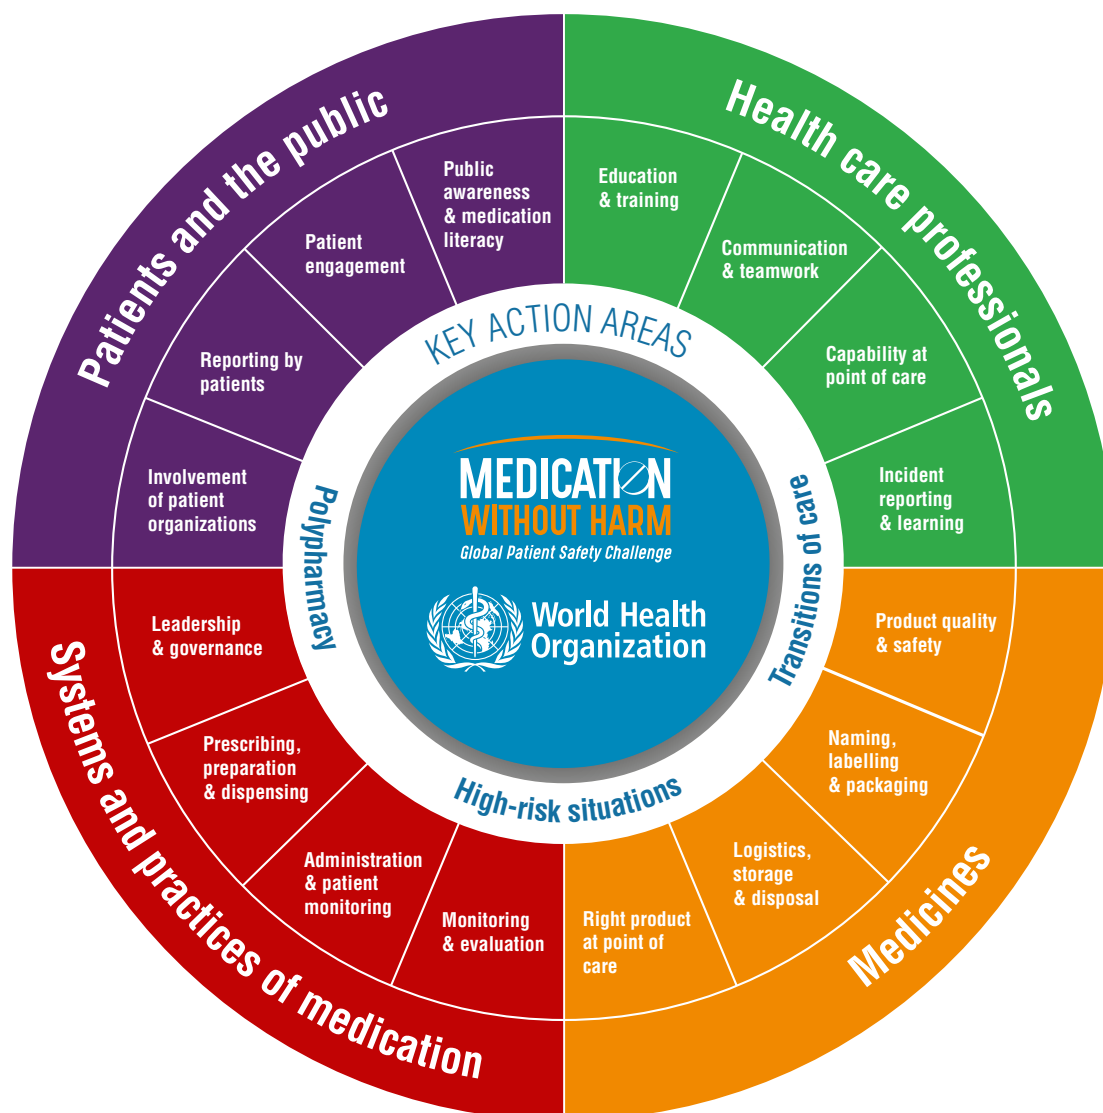 Patients and the public
Public
awareness
& medication
literacy
Patient
engagement
Reporting by
patients
Involvement
of patient
organizations
Health care professionals
Education
& training
Communication
& teamwork
Capability at
point of care
Incident
reporting
& learning
KEY ACTION AREAS
Polypharmacy
Transitions of care
High-risk situations
MEDICATION
WITHOUT HARM
Global Patient Safety Challenge
World Health
Organization
Systems and practices of medication
Leadership
& governance
Prescribing,
preparation
& dispensing
Administration
& patient
monitoring
Monitoring
& evaluation
Medicines
Product quality
& safety
Naming,
labelling
& packaging
Logistics,
storage
& disposal
Right product
at point of
care